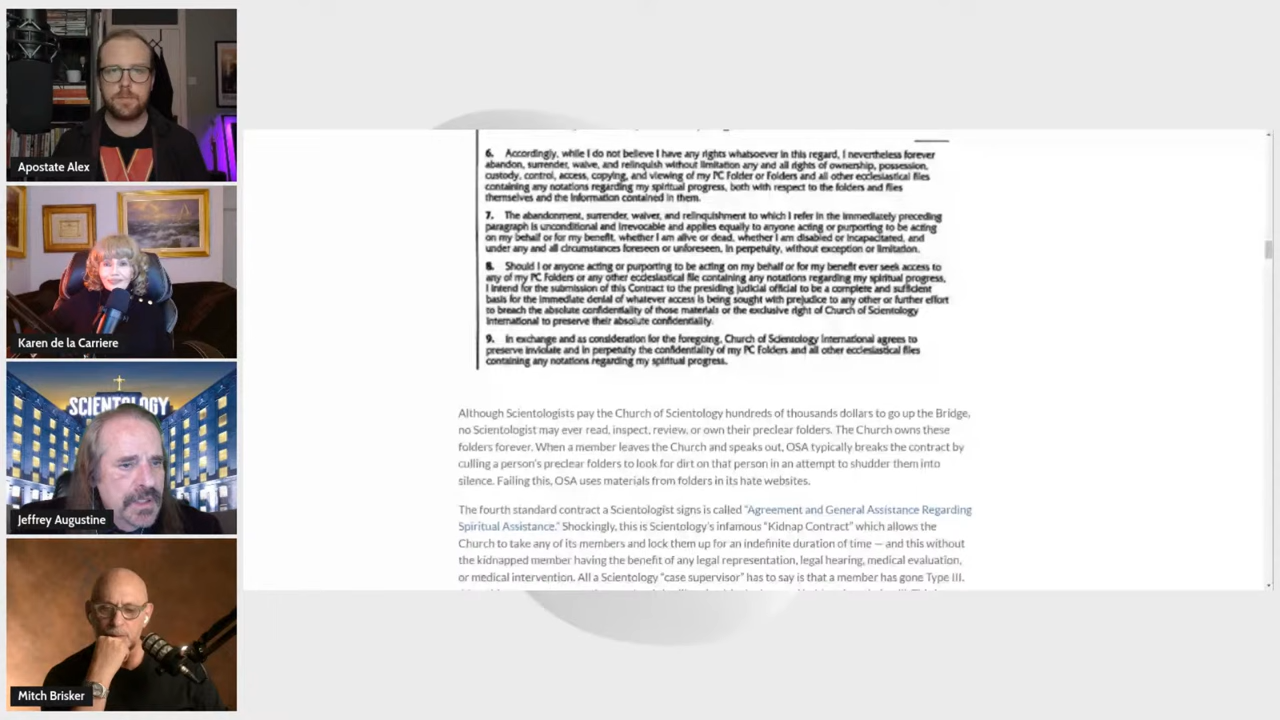 Apostate Alex
Karen de la Carriere
SCIENTOLOGY
Jeffrey Augustine
Mitch Brisker
6. Accordingly, while I do not believe I have any rights whatsoever in this regard, I nevertheless forever
abandon, surrender, waive, and relinquish without limitation any and all rights of ownership, possession,
custody, control, access, copying, and viewing of my PC Folder or Folders and all other ecclesiastical files
containing any notations regarding my spiritual progress, both with respect to the folders and files
themselves and the information contained in them.
7. The abandonment, surrender, waiver, and relinquishment to which I refer in the immediately preceding
paragraph is unconditional and irrevocable and applies equally to anyone acting or purporting to be acting
on my behalf or for my benefit, whether I am alive or dead, whether I am disabled or incapacitated, and
under any and all circumstances foreseen or unforeseen, in perpetuity, without exception or limitation.
8. Should I or anyone acting or purporting to be acting on my behalf or for my benefit ever seek access to
any of my PC Folders or any other ecclesiastical file containing any notations regarding my spiritual progress,
I intend for the submission of this Contract to the presiding judicial official to be a complete and sufficient
basis for the immediate denial of whatever access is being sought with prejudice to any other or further effort
to breach the absolute confidentiality of those materials or the exclusive right of Church of Scientology
International to preserve their absolute confidentiality.
9. In exchange and as consideration for the foregoing, Church of Scientology International agrees to
preserve inviolate and in perpetuity the confidentiality of my PC Folders and all other ecclesiastical files
containing any notations regarding my spiritual progress.
Although Scientologists pay the Church of Scientology hundreds of thousands dollars to go up the Bridge,
no Scientologist may ever read, inspect, review, or own their preclear folders. The Church owns these
folders forever. When a member leaves the Church and speaks out, OSA typically breaks the contract by
culling a person's preclear folders to look for dirt on that person in an attempt to shudder them into
silence. Failing this, OSA uses materials from folders in its hate websites.
The fourth standard contract a Scientologist signs is called "Agreement and General Assistance Regarding
Spiritual Assistance." Shockingly, this is Scientology's infamous "Kidnap Contract" which allows the
Church to take any of its members and lock them up for an indefinite duration of time — and this without
the kidnapped member having the benefit of any legal representation, legal hearing, medical evaluation,
or medical intervention. All a Scientology "case supervisor" has to say is that a member has gone Type III.